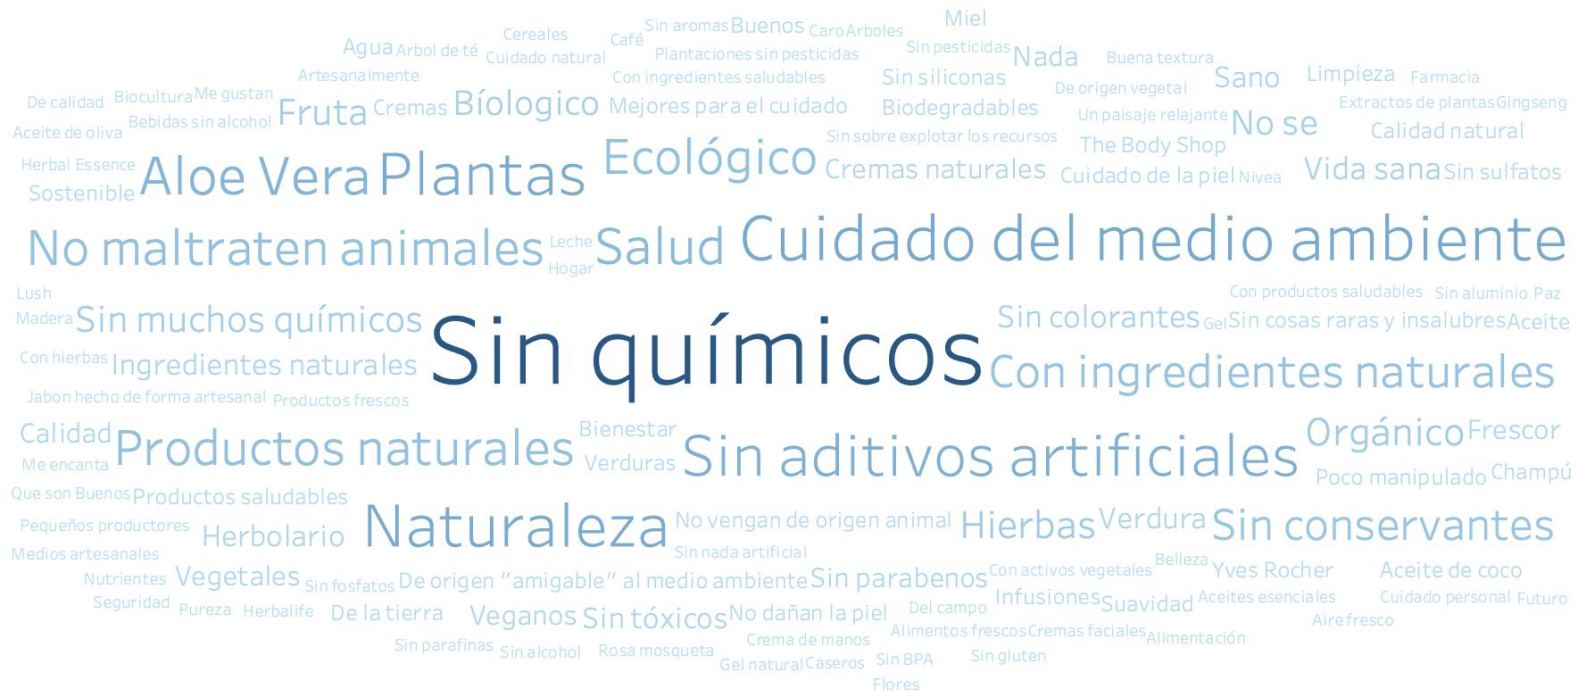 Miel
Sin aromas Buenos Caro Arboles
Cereales Café
Agua Arbol de té Cuidado natural Plantaciones sin pesticidas Sin pesticidas Nada Buena textura
Artesanalmente Con ingredientes saludables Sin siliconas De origen vegetal Sano Limpieza Farmacia
De calidad Biocultura Me gustan Fruta Cremas Bíologico Mejores para el cuidado Biodegradables Un paisaje relajante No se Extractos de plantas Gingseng
Aceite de oliva Bebidas sin alcohol Sin sobre explotar los recursos The Body Shop Calidad natural
Herbal Essence Aloe Vera Plantas Ecológico Cremas naturales Cuidado de la piel Nivea Vida sana Sin sulfatos
Sostenible
No maltraten animales Leche Salud Cuidado del medio ambiente
Hogar
Lush Con productos saludables Sin aluminio Paz
Madera Sin muchos químicos Sin colorantes Gel Sin cosas raras y insalubres Aceite
Con hierbas Ingredientes naturales Sin químicos Con ingredientes naturales
Jabon hecho de forma artesanal Productos frescos
Calidad Productos naturales Bienestar Sin aditivos artificiales Orgánico Frescor
Me encanta Verduras Poco manipulado Champú
Que son Buenos Productos saludables
Pequeños productores Herbolario Naturaleza No vengan de origen animal Hierbas Verdura Sin conservantes
Medios artesanales Sin nada artificial
Nutrientes Vegetales Sin fosfatos De origen "amigable" al medio ambiente Sin parabenos Con activos vegetales Belleza Yves Rocher Aceite de coco
Seguridad Pureza Herbalife De la tierra Veganos Sin tóxicos No dañan la piel Del campo Infusiones Suavidad Aceites esenciales Cuidado personal Futuro
Aire fresco
Sin parafinas Sin alcohol Rosa mosqueta Crema de manos Alimentos frescos Cremas faciales Alimentación
Gel natural Caseros Sin BPA Sin gluten
Flores